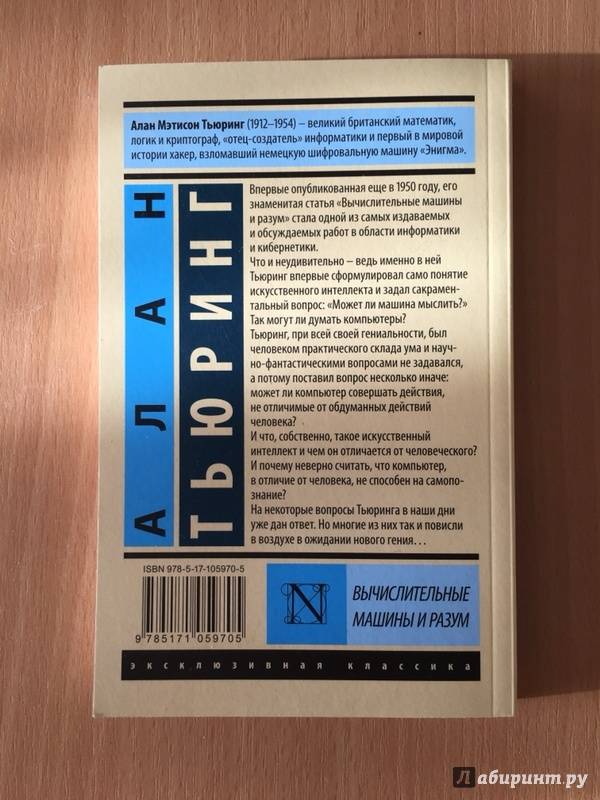 Алан Мэтисон Тьюринг (1912–1954) – великий британский математик,
логик и криптограф, «отец-создатель» информатики и первый в мировой
истории хакер, взломавший немецкую шифровальную машину «Энигма».
АЛАН
ТЬЮРИНГ
Впервые опубликованная еще в 1950 году, его
знаменитая статья «Вычислительные машины
и разум» стала одной из самых издаваемых
и обсуждаемых работ в области информатики
и кибернетики.
Что и неудивительно – ведь именно в ней
Тьюринг впервые сформулировал само понятие
искусственного интеллекта и задал сакрамен-
тальный вопрос: «Может ли машина мыслить?»
Так могут ли думать компьютеры?
Тьюринг, при всей своей гениальности, был
человеком практического склада ума и науч-
но-фантастическими вопросами не задавался,
а потому поставил вопрос несколько иначе:
может ли компьютер совершать действия,
не отличимые от обдуманных действий
человека?
И что, собственно, такое искусственный
интеллект и чем он отличается от человеческого?
И почему неверно считать, что компьютер,
в отличие от человека, не способен на самопо-
знание?
На некоторые вопросы Тьюринга в наши дни
уже дан ответ. Но многие из них так и повисли
в воздухе в ожидании нового гения…
ISBN 978-5-17-105970-5
9 785171 059705
N
ВЫЧИСЛИТЕЛЬНЫЕ
МАШИНЫ И РАЗУМ
эксклюзивная классика
Лабиринт.ру